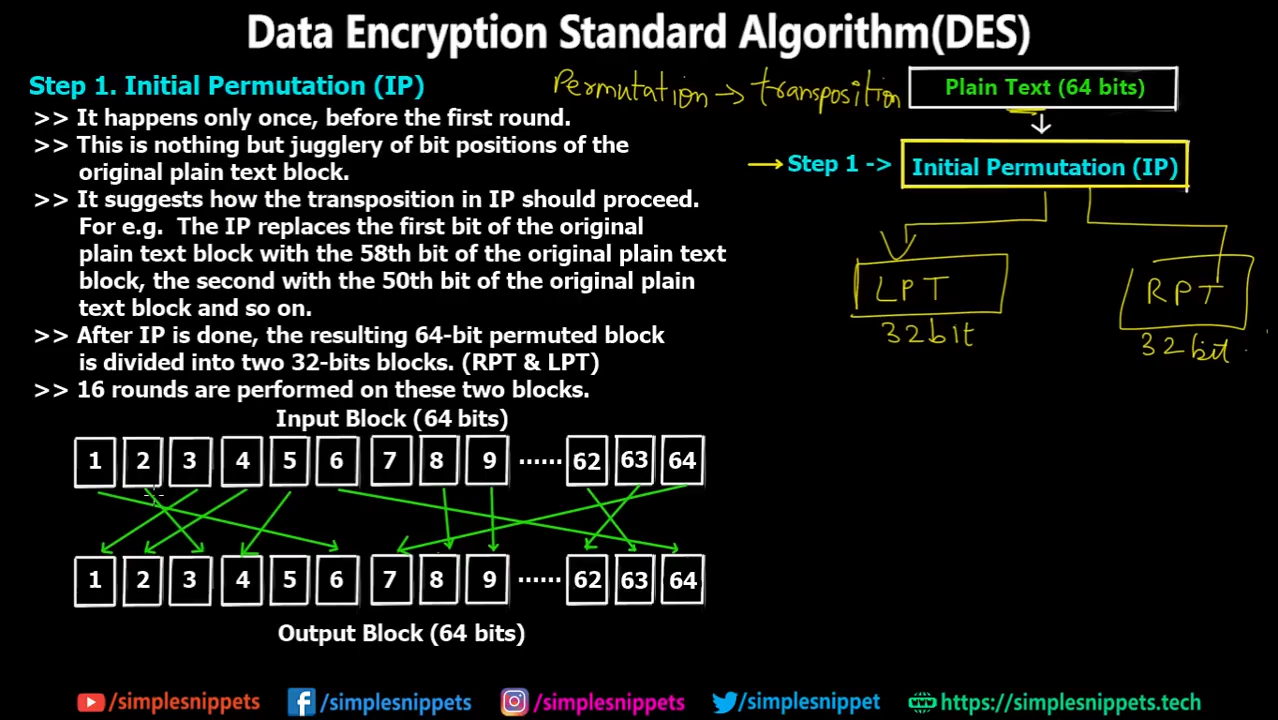 Data Encryption Standard Algorithm(DES)
Step 1. Initial Permutation (IP)
Permutation → transposition
Plain Text (64 bits)
>> It happens only once, before the first round.
>> This is nothing but jugglery of bit positions of the
original plain text block.
→ Step 1 ->
Initial Permutation (IP)
>> It suggests how the transposition in IP should proceed.
For e.g. The IP replaces the first bit of the original
plain text block with the 58th bit of the original plain text
block, the second with the 50th bit of the original plain
text block and so on.
LPT
32bit
RPT
32bit
>> After IP is done, the resulting 64-bit permuted block
is divided into two 32-bits blocks. (RPT & LPT)
>> 16 rounds are performed on these two blocks.
Input Block (64 bits)
1 2 3 4 5 6 7 8 9 ······ 62 63 64
1 2 3 4 5 6 7 8 9 ······ 62 63 64
Output Block (64 bits)
/simplesnippets /simplesnippets /simplesnippets /simplesnippets https://simplesnippets.tech